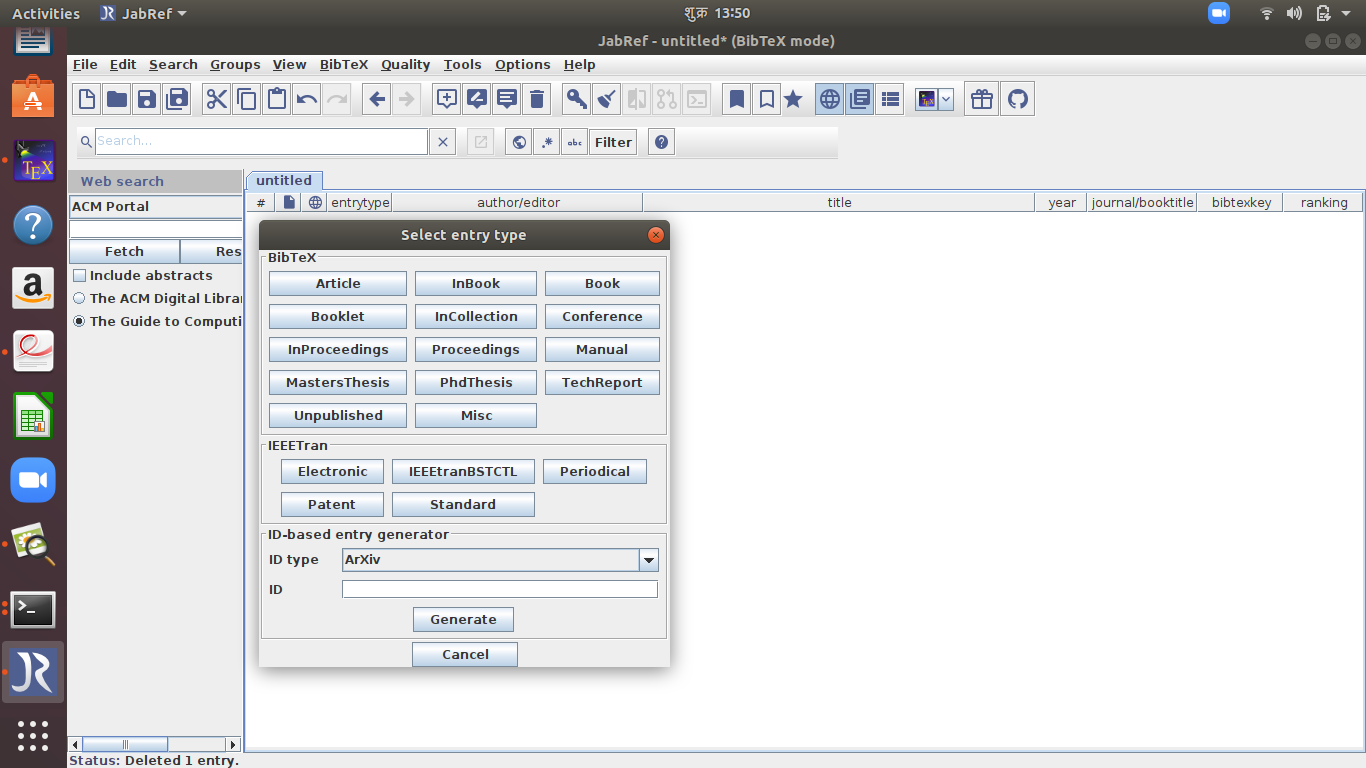 Activities JabRef शुक्र 13:50
JabRef - untitled* (BibTeX mode)
File Edit Search Groups View BibTeX Quality Tools Options Help
Search... Filter
Web search
ACM Portal
Fetch Res
Include abstracts
The ACM Digital Libra
The Guide to Computi
untitled
# entrytype author/editor title year journal/booktitle bibtexkey ranking
Select entry type
BibTeX
Article InBook Book
Booklet InCollection Conference
InProceedings Proceedings Manual
MastersThesis PhdThesis TechReport
Unpublished Misc
IEEETran
Electronic IEEEtranBSTCTL Periodical
Patent Standard
ID-based entry generator
ID type ArXiv
ID
Generate
Cancel
Status: Deleted 1 entry.